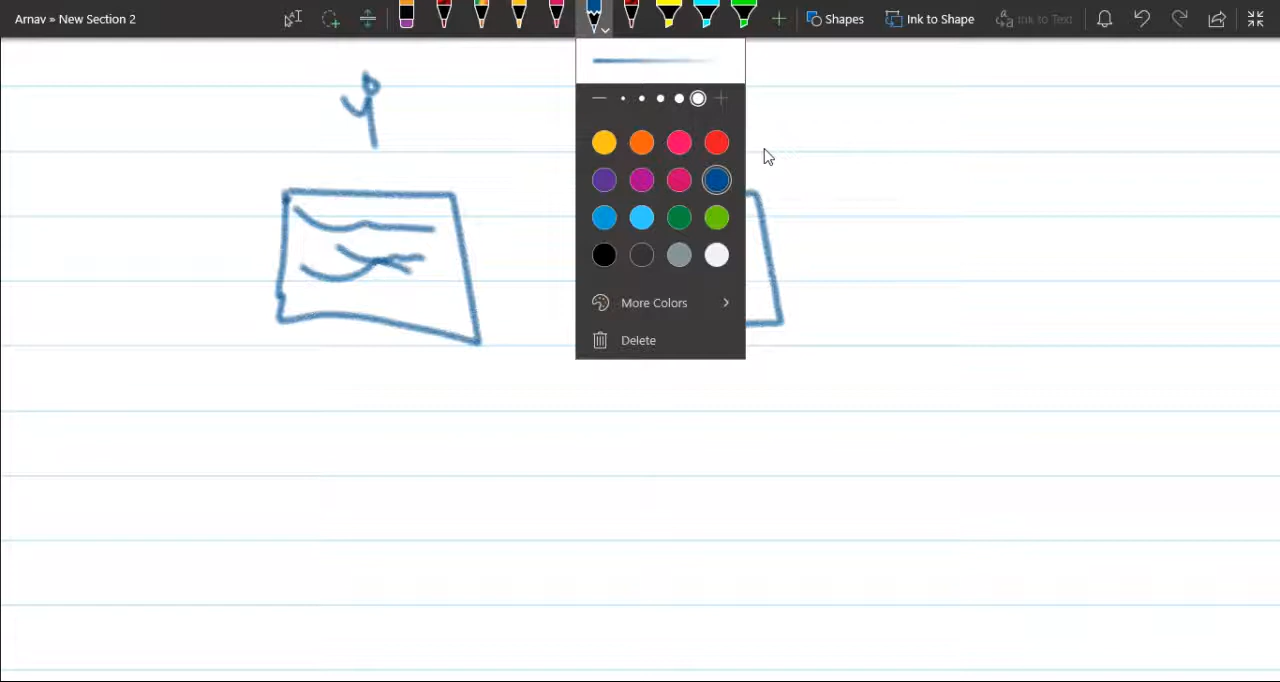 Arnav » New Section 2
Shapes
Ink to Shape
Ink to Text
More Colors
Delete